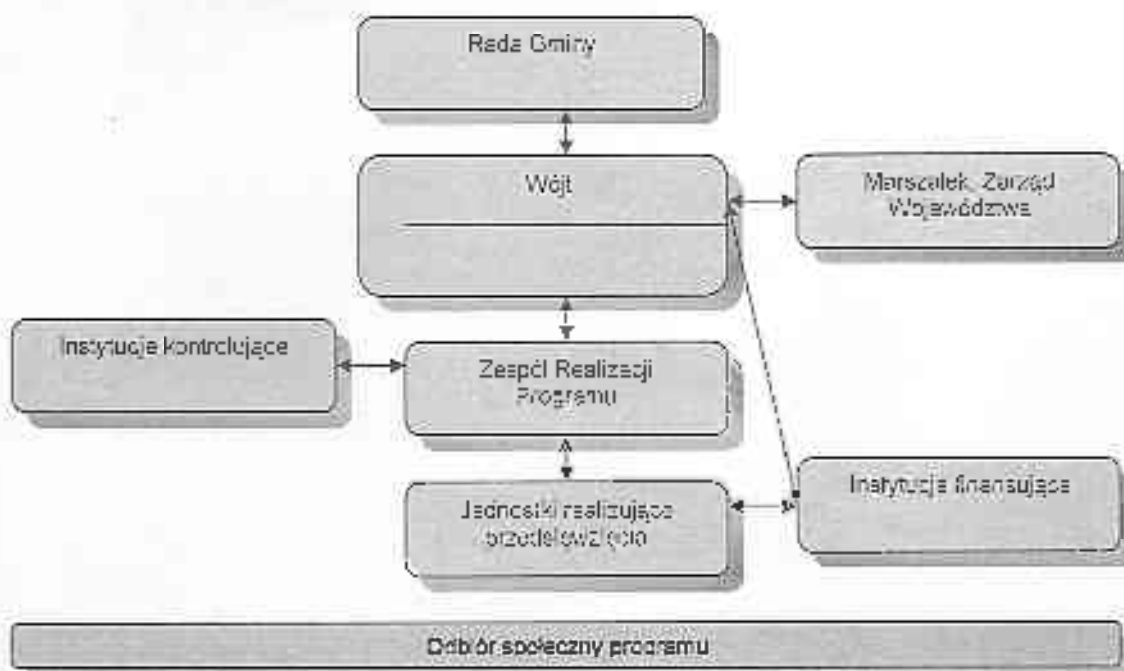 Rada Gminy
Wójt
Marszałek, Zarząd
Województwa
Instytucje kontrolujące
Zespół Realizacji
Programu
Instytucje finansujące
Jednostki realizujące
przedsięwzięcia
Odbiór społeczny programu